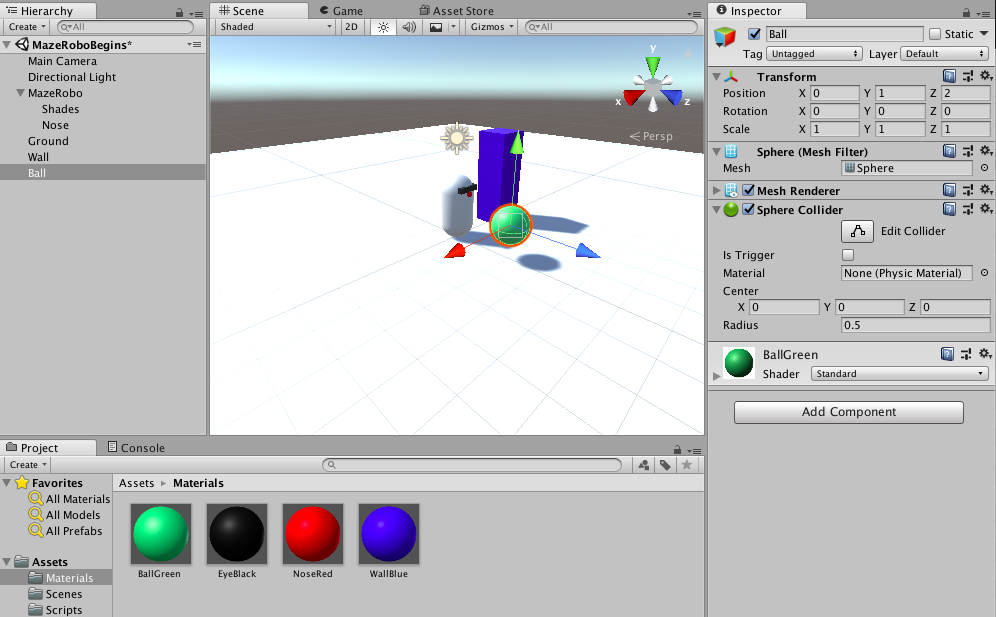 Hierarchy
Create All
MazeRoboBegins*
Main Camera
Directional Light
MazeRobo
Shades
Nose
Ground
Wall
Ball
Scene Game Asset Store
Shaded 2D Gizmos All
y
x z
Persp
Inspector
Ball Static
Tag Untagged Layer Default
Transform
Position X 0 Y 1 Z 2
Rotation X 0 Y 0 Z 0
Scale X 1 Y 1 Z 1
Sphere (Mesh Filter)
Mesh Sphere
Mesh Renderer
Sphere Collider
Edit Collider
Is Trigger
Material None (Physic Material)
Center
X 0 Y 0 Z 0
Radius 0.5
BallGreen
Shader Standard
Add Component
Project Console
Create
Favorites
All Materials
All Models
All Prefabs
Assets
Materials
Scenes
Scripts
Assets Materials
BallGreen EyeBlack NoseRed WallBlue